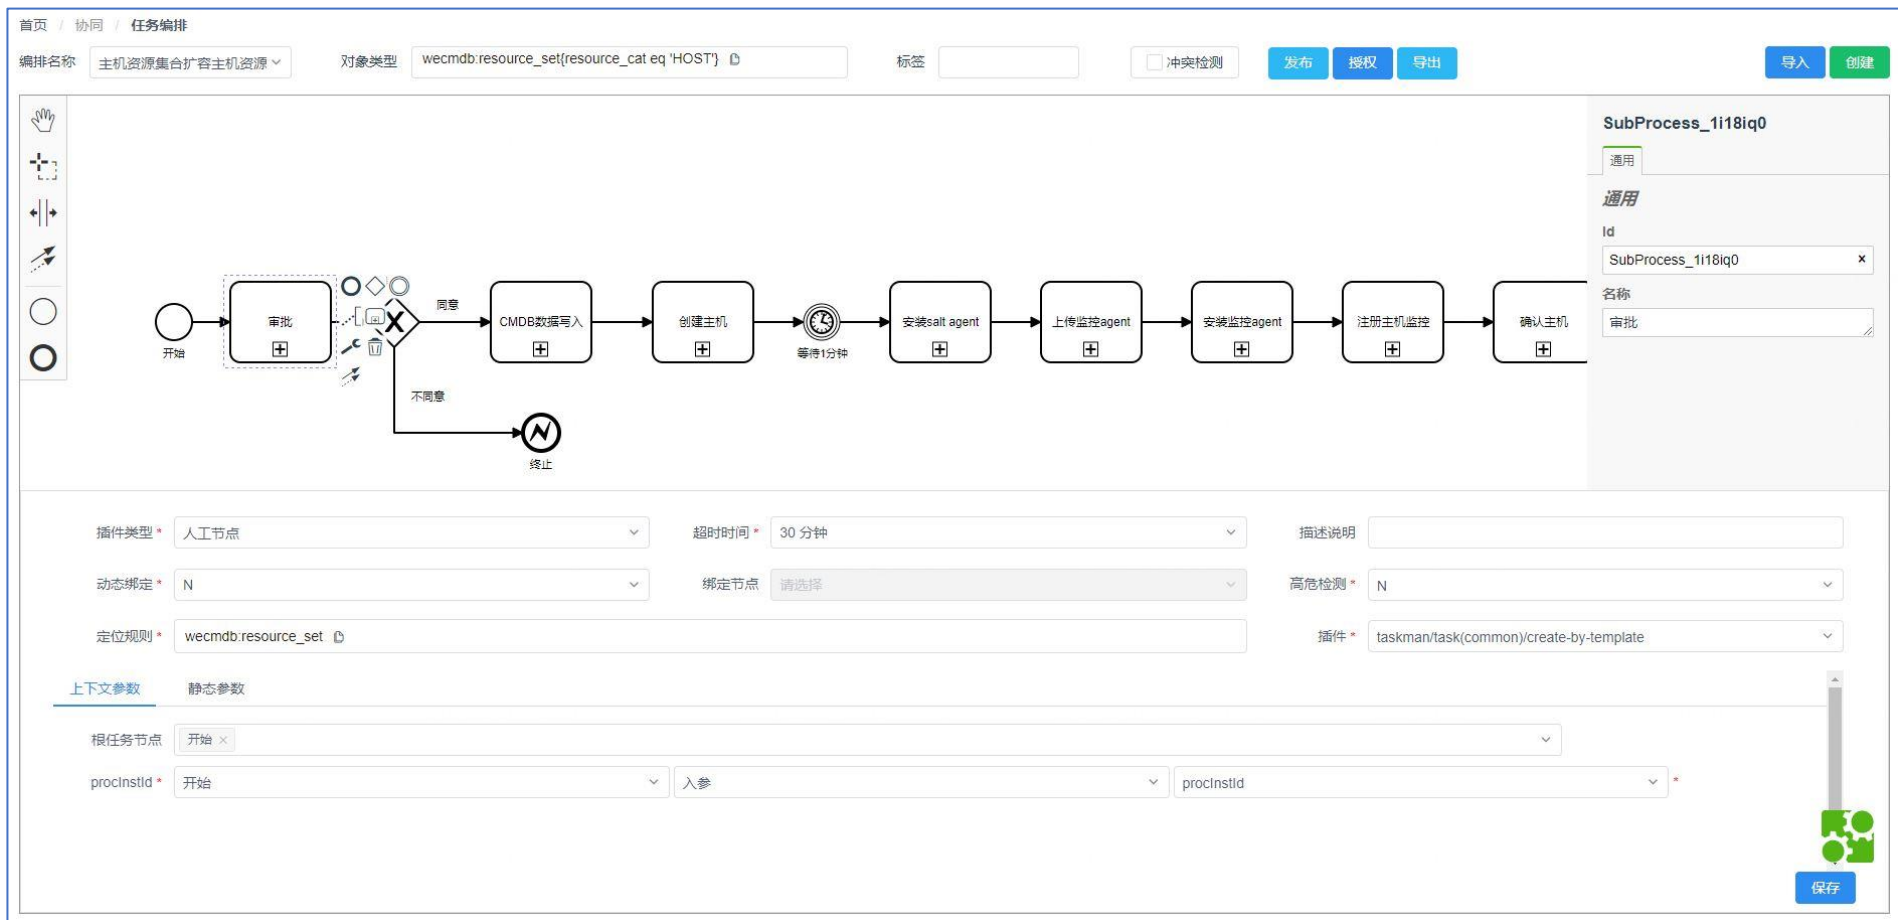 首页 / 协同 / 任务编排
编排名称 主机资源集合扩容主机资源 对象类型 wecmdb:resource_set{resource_cat eq 'HOST'} 标签 冲突检测 发布 授权 导出 导入 创建
SubProcess_1i18iq0
通用
通用
Id
SubProcess_1i18iq0 x
名称
审批
开始
审批
同意
不同意
终止
CMDB数据写入
创建主机
等待1分钟
安装salt agent
上传监控agent
安装监控agent
注册主机监控
确认主机
插件类型 * 人工节点 超时时间 * 30 分钟 描述说明
动态绑定 * N 绑定节点 请选择 高危检测 * N
定位规则 * wecmdb:resource_set 插件 * taskman/task(common)/create-by-template
上下文参数 静态参数
根任务节点 开始 ×
procInstId * 开始 入参 procInstId *
保存